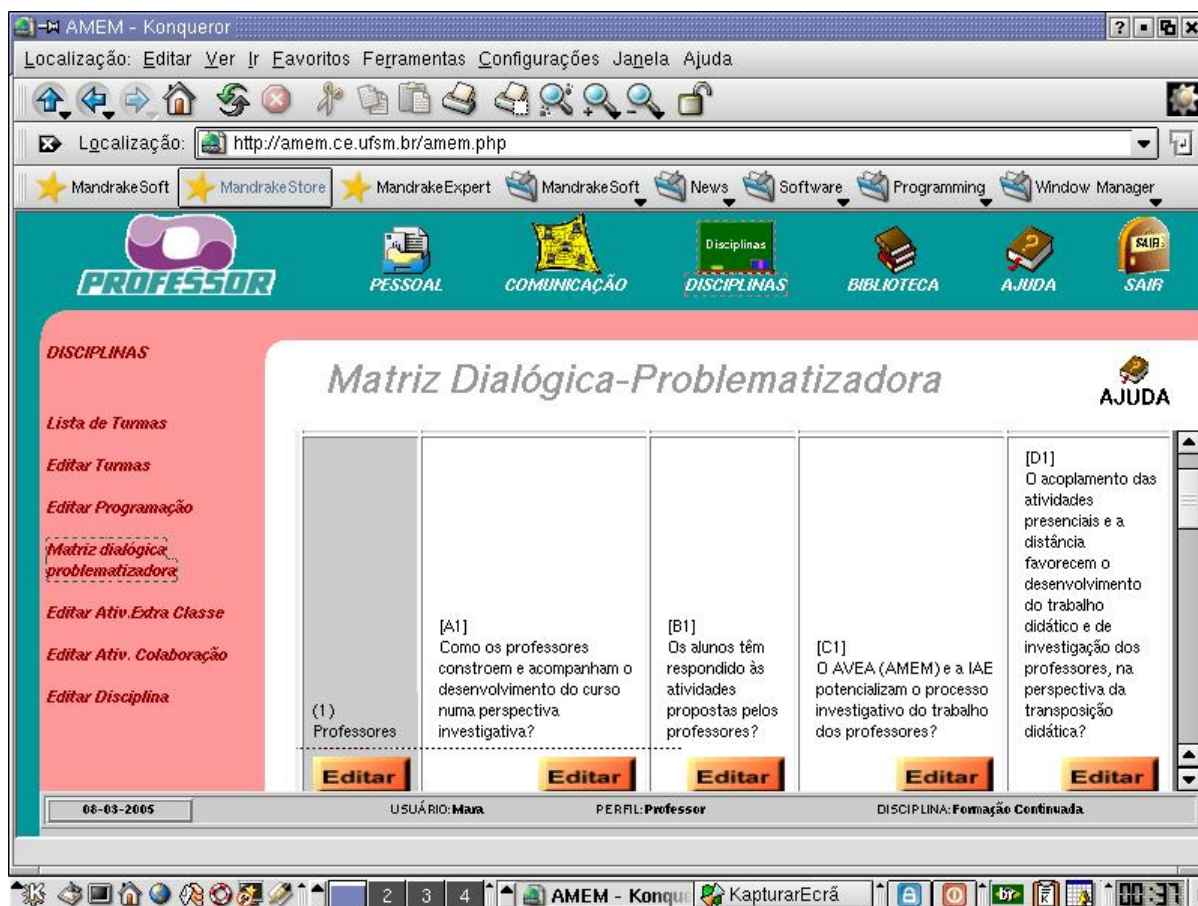 AMEM - Konqueror
Localização: Editar Ver Ir Favoritos Ferramentas Configurações Janela Ajuda
Localização: http://amem.ce.ufsm.br/amem.php
MandrakeSoft MandrakeStore MandrakeExpert MandrakeSoft News Software Programming Window Manager
Disciplinas
SAIR
PROFESSOR
PESSOAL COMUNICAÇÃO DISCIPLINAS BIBLIOTECA AJUDA SAIR
DISCIPLINAS
Lista de Turmas
Editar Turmas
Editar Programação
Matriz dialógica
problematizadora
Editar Ativ.Extra Classe
Editar Ativ. Colaboração
Editar Disciplina
Matriz Dialógica-Problematizadora
AJUDA
(1)
Professores
Editar
[A1]
Como os professores
constroem e acompanham o
desenvolvimento do curso
numa perspectiva
investigativa?
Editar
[B1]
Os alunos têm
respondido às
atividades
propostas pelos
professores?
Editar
[C1]
O AVEA (AMEM) e a IAE
potencializam o processo
investigativo do trabalho
dos professores?
Editar
[D1]
O acoplamento das
atividades
presenciais e a
distância
favorecem o
desenvolvimento
do trabalho
didático e de
investigação dos
professores, na
perspectiva da
transposição
didática?
Editar
08-03-2005 USUÁRIO: Mara PERFIL: Professor DISCIPLINA: Formação Continuada
2 3 4 AMEM - Konque KapturarEcrã br 00:37